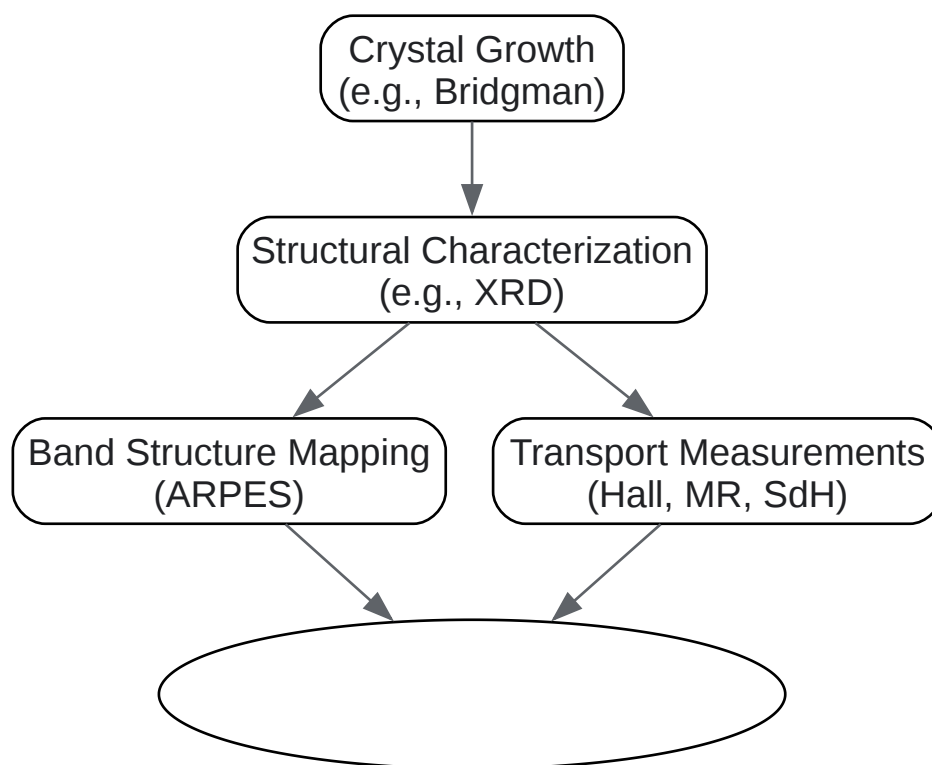 Crystal Growth
(e.g., Bridgman)
Structural Characterization
(e.g., XRD)
Band Structure Mapping
(ARPES)
Transport Measurements
(Hall, MR, SdH)